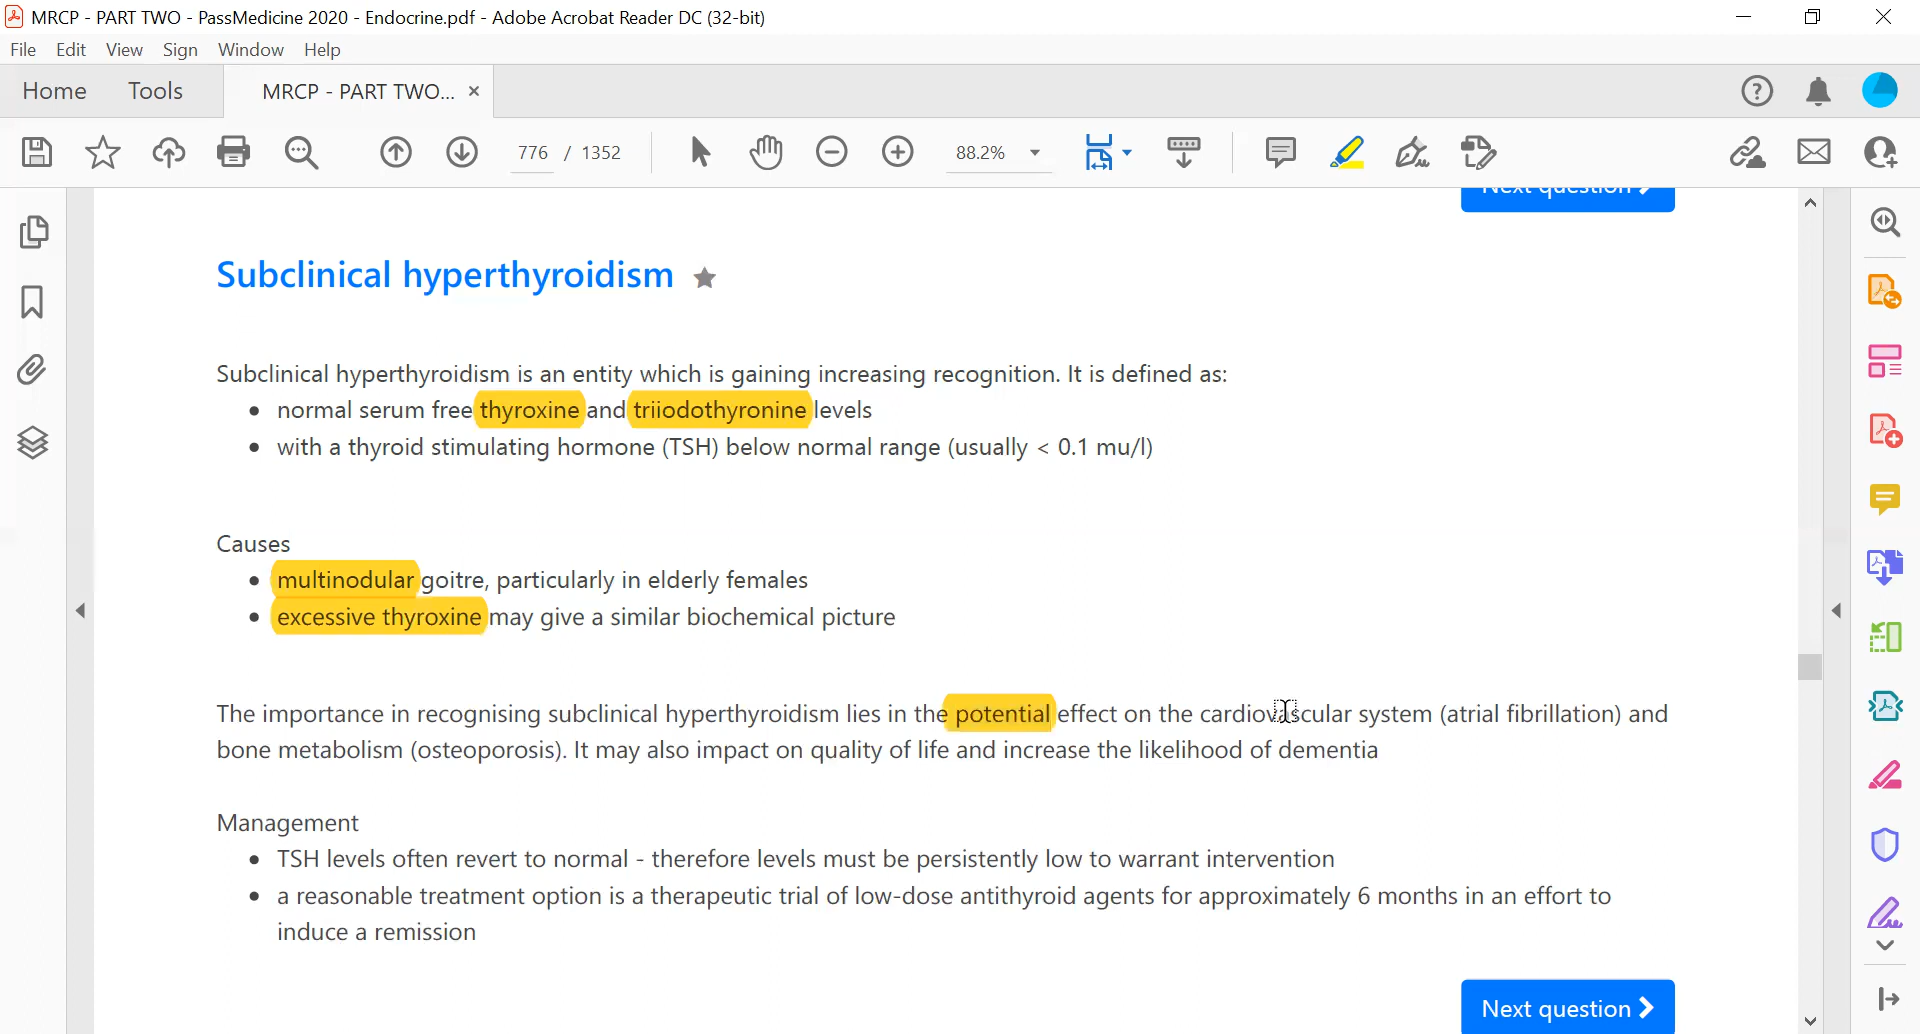 MRCP - PART TWO - PassMedicine 2020 - Endocrine.pdf - Adobe Acrobat Reader DC (32-bit)
File Edit View Sign Window Help
Home Tools MRCP - PART TWO... ×
776 / 1352 88.2%
Next question
Subclinical hyperthyroidism
Subclinical hyperthyroidism is an entity which is gaining increasing recognition. It is defined as:
• normal serum free thyroxine and triiodothyronine levels
• with a thyroid stimulating hormone (TSH) below normal range (usually < 0.1 mu/l)
Causes
• multinodular goitre, particularly in elderly females
• excessive thyroxine may give a similar biochemical picture
The importance in recognising subclinical hyperthyroidism lies in the potential effect on the cardiovascular system (atrial fibrillation) and
bone metabolism (osteoporosis). It may also impact on quality of life and increase the likelihood of dementia
Management
• TSH levels often revert to normal - therefore levels must be persistently low to warrant intervention
• a reasonable treatment option is a therapeutic trial of low-dose antithyroid agents for approximately 6 months in an effort to
induce a remission
Next question